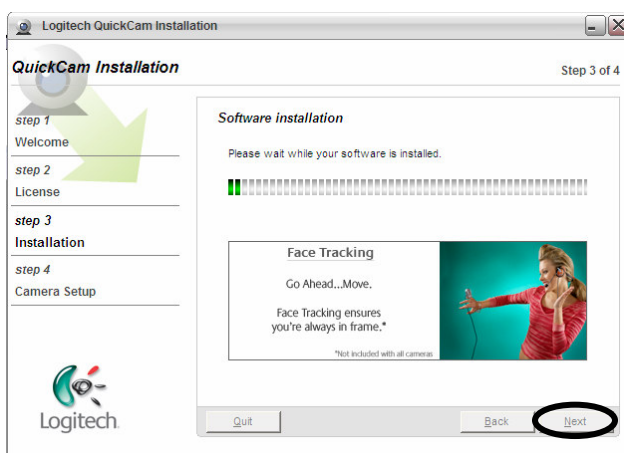 Logitech QuickCam Installation
QuickCam Installation
Step 3 of 4
step 1
Welcome
step 2
License
step 3
Installation
step 4
Camera Setup
Logitech
Software installation
Please wait while your software is installed.
Face Tracking
Go Ahead...Move.
Face Tracking ensures
you're always in frame.*
*Not included with all cameras
Quit
Back
Next